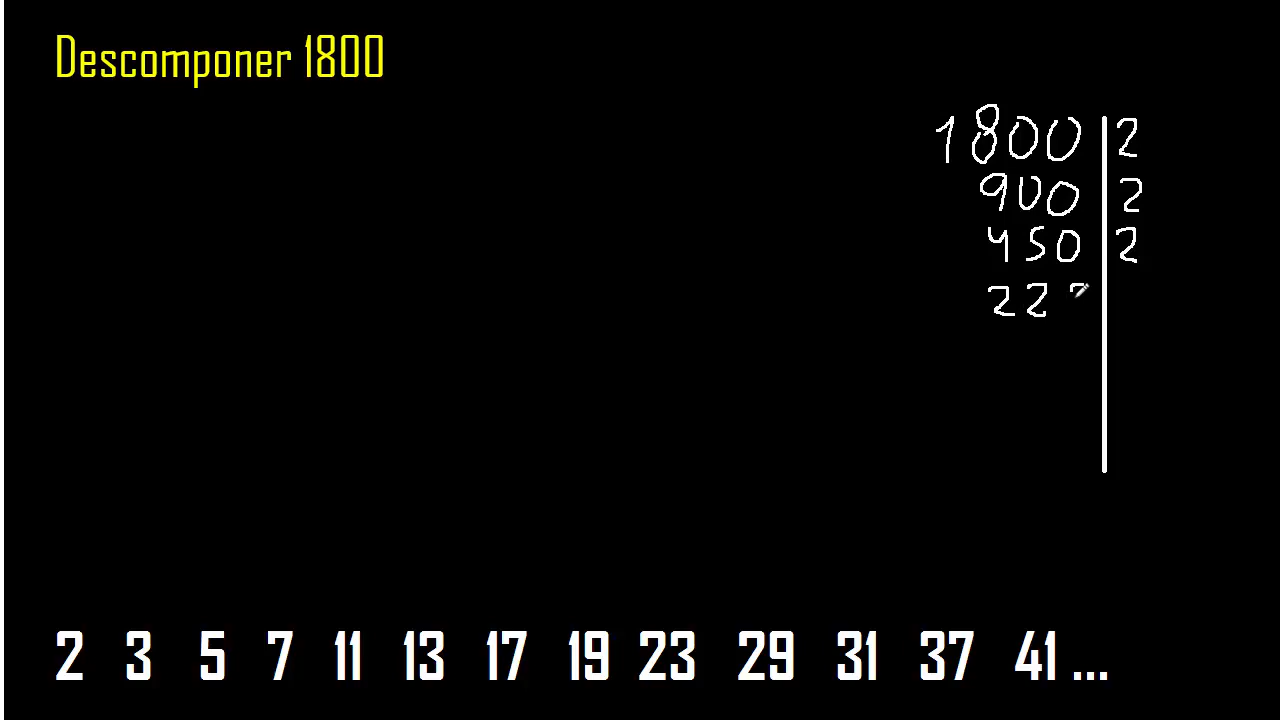 Descomponer 1800
1800 | 2
900 | 2
450 | 2
22
2 3 5 7 11 13 17 19 23 29 31 37 41 ...